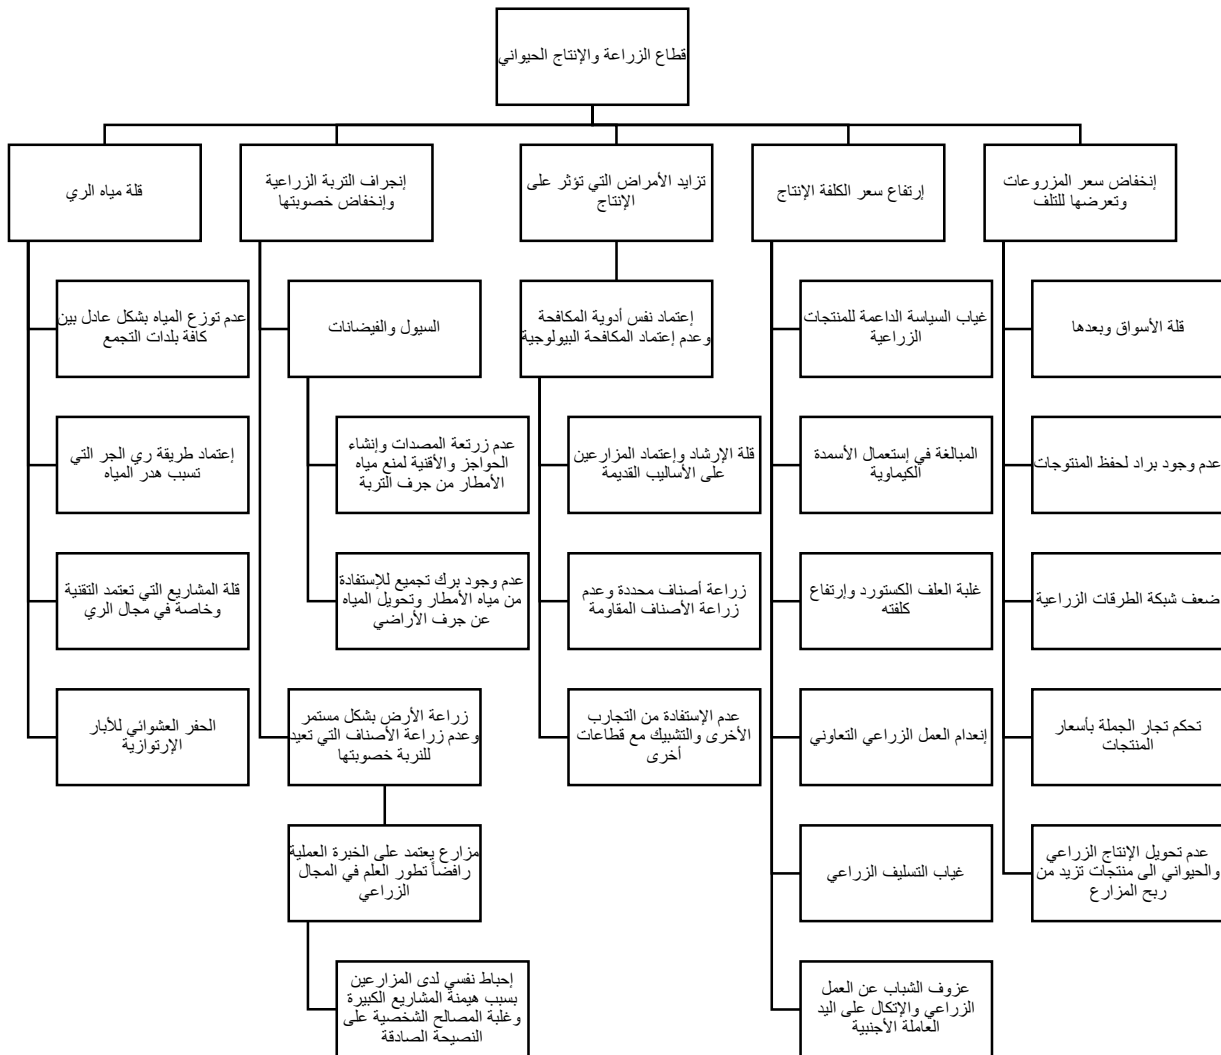 قطاع الزراعة والإنتاج الحيواني
إنخفاض سعر المزروعات
وتعرضها للتلف
قلة الأسواق وبعدها
عدم وجود براد لحفظ المنتوجات
ضعف شبكة الطرقات الزراعية
تحكم تجار الجملة بأسعار
المنتجات
عدم تحويل الإنتاج الزراعي
والحيواني الى منتجات تزيد من
ربح المزارع
إرتفاع سعر الكلفة الإنتاج
غياب السياسة الداعمة للمنتجات
الزراعية
المبالغة في إستعمال الأسمدة
الكيماوية
غلبة العلف الكستورد وإرتفاع
كلفته
إنعدام العمل الزراعي التعاوني
غياب التسليف الزراعي
عزوف الشباب عن العمل
الزراعي والإتكال على اليد
العاملة الأجنبية
تزايد الأمراض التي تؤثر على
الإنتاج
إعتماد نفس أدوية المكافحة
وعدم إعتماد المكافحة البيولوجية
قلة الإرشاد وإعتماد المزارعين
على الأساليب القديمة
زراعة أصناف محددة وعدم
زراعة الأصناف المقاومة
عدم الإستفادة من التجارب
الأخرى والتشبيك مع قطاعات
أخرى
إنجراف التربة الزراعية
وإنخفاض خصوبتها
السيول والفيضانات
عدم زرتعة المصدات وإنشاء
الحواجز والأقنية لمنع مياه
الأمطار من جرف التربة
عدم وجود برك تجميع للإستفادة
من مياه الأمطار وتحويل المياه
عن جرف الأراضي
زراعة الأرض بشكل مستمر
وعدم زراعة الأصناف التي تعيد
للتربة خصوبتها
مزارع يعتمد على الخبرة العملية
رافضاً تطور العلم في المجال
الزراعي
إحباط نفسي لدى المزارعين
بسبب هيمنة المشاريع الكبيرة
وغلبة المصالح الشخصية على
النصيحة الصادقة
قلة مياه الري
عدم توزع المياه بشكل عادل بين
كافة بلدات التجمع
إعتماد طريقة ري الجر التي
تسبب هدر المياه
قلة المشاريع التي تعتمد التقنية
وخاصة في مجال الري
الحفر العشوائي للأبار
الإرتوازية